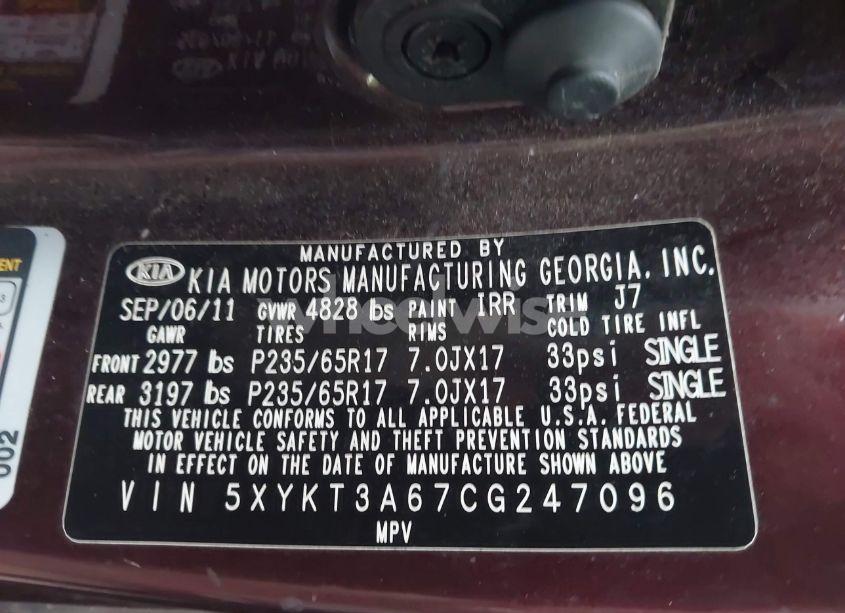 MANUFACTURED BY
KIA KIA MOTORS MANUFACTURING GEORGIA, INC.
SEP/06/11 GVWR 4828 lbs PAINT IRR TRIM J7
GAWR TIRES RIMS COLD TIRE INFL
FRONT 2977 lbs P235/65R17 7.0JX17 33psi SINGLE
REAR 3197 lbs P235/65R17 7.0JX17 33psi SINGLE
THIS VEHICLE CONFORMS TO ALL APPLICABLE U.S.A. FEDERAL
MOTOR VEHICLE SAFETY AND THEFT PREVENTION STANDARDS
IN EFFECT ON THE DATE OF MANUFACTURE SHOWN ABOVE
VIN 5XYKT3A67CG247096
MPV
002
wheelwise